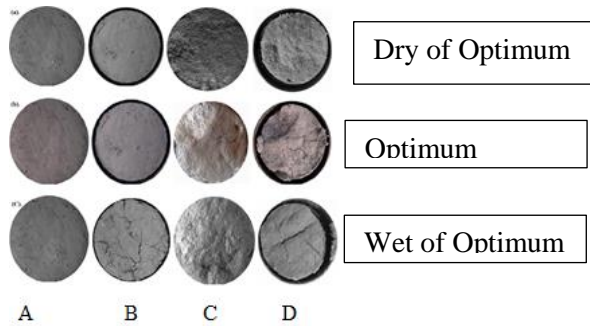 (a)
Dry of Optimum
(b)
Optimum
(c)
Wet of Optimum
A B C D